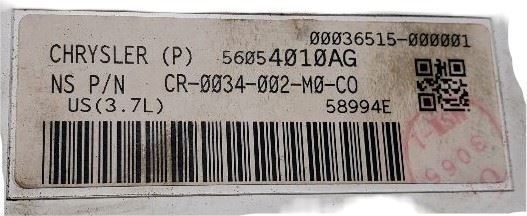 00036515-000001
CHRYSLER (P) 56054010AG
NS P/N CR-0034-002-M0-C0
US(3.7L) 58994E